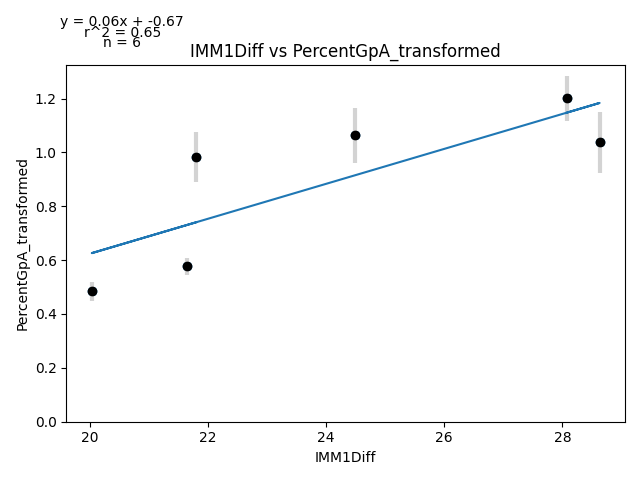 y = 0.06x + -0.67
r^2 = 0.65
n = 6
IMM1Diff vs PercentGpA_transformed
1.2
1.0
0.8
0.6
0.4
0.2
0.0
PercentGpA_transformed
20 22 24 26 28
IMM1Diff